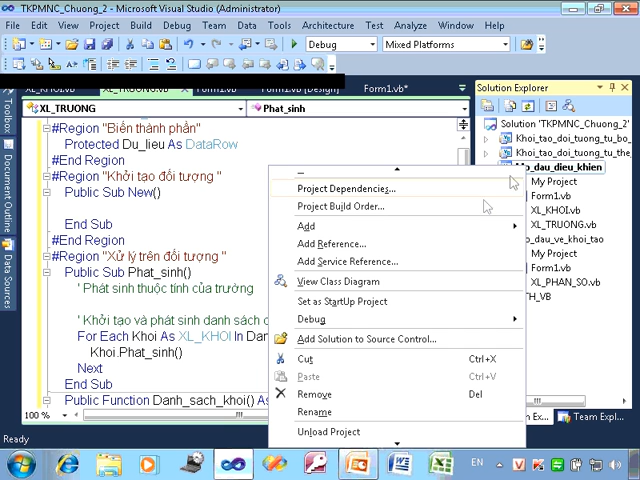 TKPMNC_Chuong_2 - Microsoft Visual Studio (Administrator)
File Edit View Project Build Debug Team Data Tools
Architecture Test Analyze Window Help
Debug Mixed Platforms
Form1.vb* Solution Explorer
XL_TRUONG Phat_sinh
Toolbox
Document Outline
Data Sources
#Region "Biến thành phần"
Protected Du_lieu As DataRow
#End Region
#Region "Khởi tạo đối tượng "
Public Sub New()
End Sub
#End Region
#Region "Xử lý trên đối tượng "
Public Sub Phat_sinh()
' Phát sinh thuộc tính của trường
' Khởi tạo và phát sinh danh sách
For Each Khoi As XL_KHOI In Dan
Khoi.Phat_sinh()
Next
End Sub
Public Function Danh_sach_khoi() As
100 %
Project Dependencies...
Project Build Order...
Add
Add Reference...
Add Service Reference...
View Class Diagram
Set as StartUp Project
Debug
Add Solution to Source Control...
Cut Ctrl+X
Paste Ctrl+V
Remove Del
Rename
Unload Project
Solution 'TKPMNC_Chuong_2'
Khoi_tao_doi_tuong_tu_bo_
Khoi_tao_doi_tuong_tu_the_
Mo_dau_dieu_khien
My Project
Form1.vb
XL_KHOI.vb
XL_TRUONG.vb
o_dau_ve_khoi_tao
My Project
Form1.vb
XL_PHAN_SO.vb
TH_VB
on Ex... Team Expl...
Ready
EN